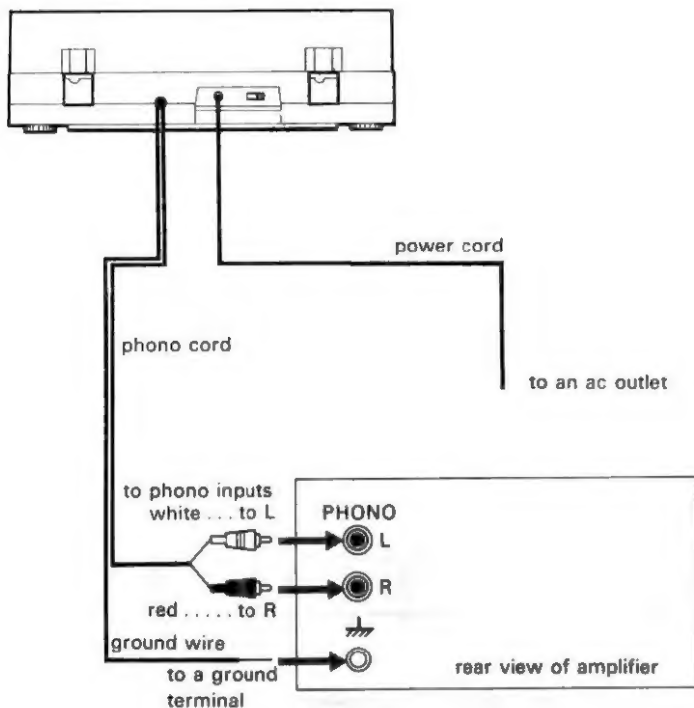 power cord
phono cord
to an ac outlet
to phono inputs
white . . . to L
PHONO
L
R
red . . . . . to R
ground wire
to a ground
terminal
rear view of amplifier